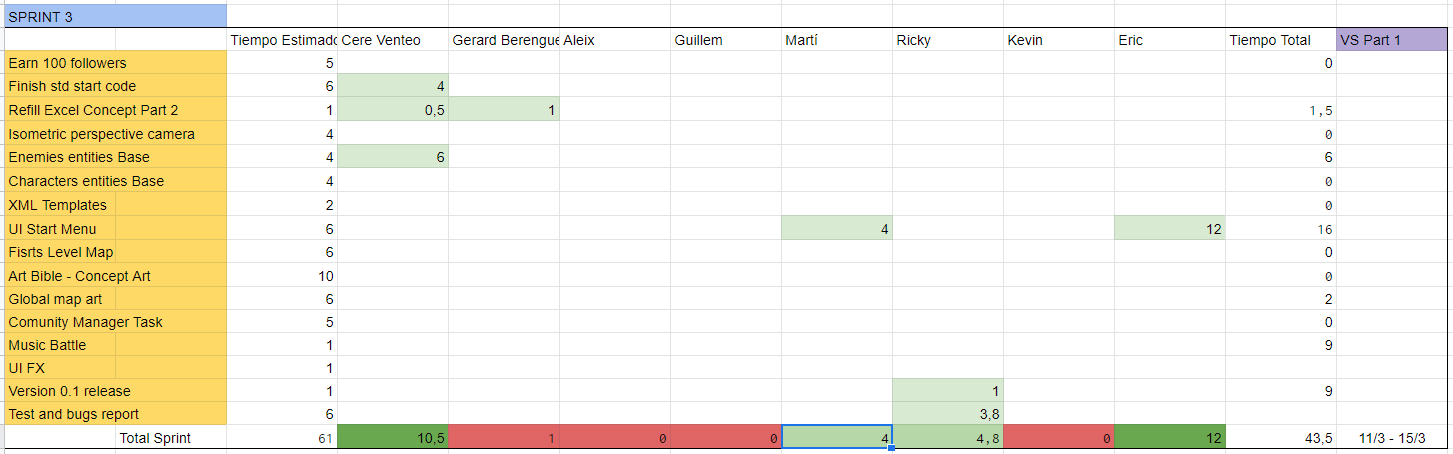 SPRINT 3
Tiempo Estimado Cere Venteo Gerard Berengue Aleix Guillem Martí Ricky Kevin Eric Tiempo Total VS Part 1
Earn 100 followers 5 0
Finish std start code 6 4
Refill Excel Concept Part 2 1 0,5 1 1,5
Isometric perspective camera 4 0
Enemies entities Base 4 6 6
Characters entities Base 4 0
XML Templates 2 0
UI Start Menu 6 4 12 16
Fisrts Level Map 6 0
Art Bible - Concept Art 10 0
Global map art 6 2
Comunity Manager Task 5 0
Music Battle 1 9
UI FX 1
Version 0.1 release 1 1 9
Test and bugs report 6 3,8
Total Sprint 61 10,5 1 0 0 4 4,8 0 12 43,5 11/3 - 15/3